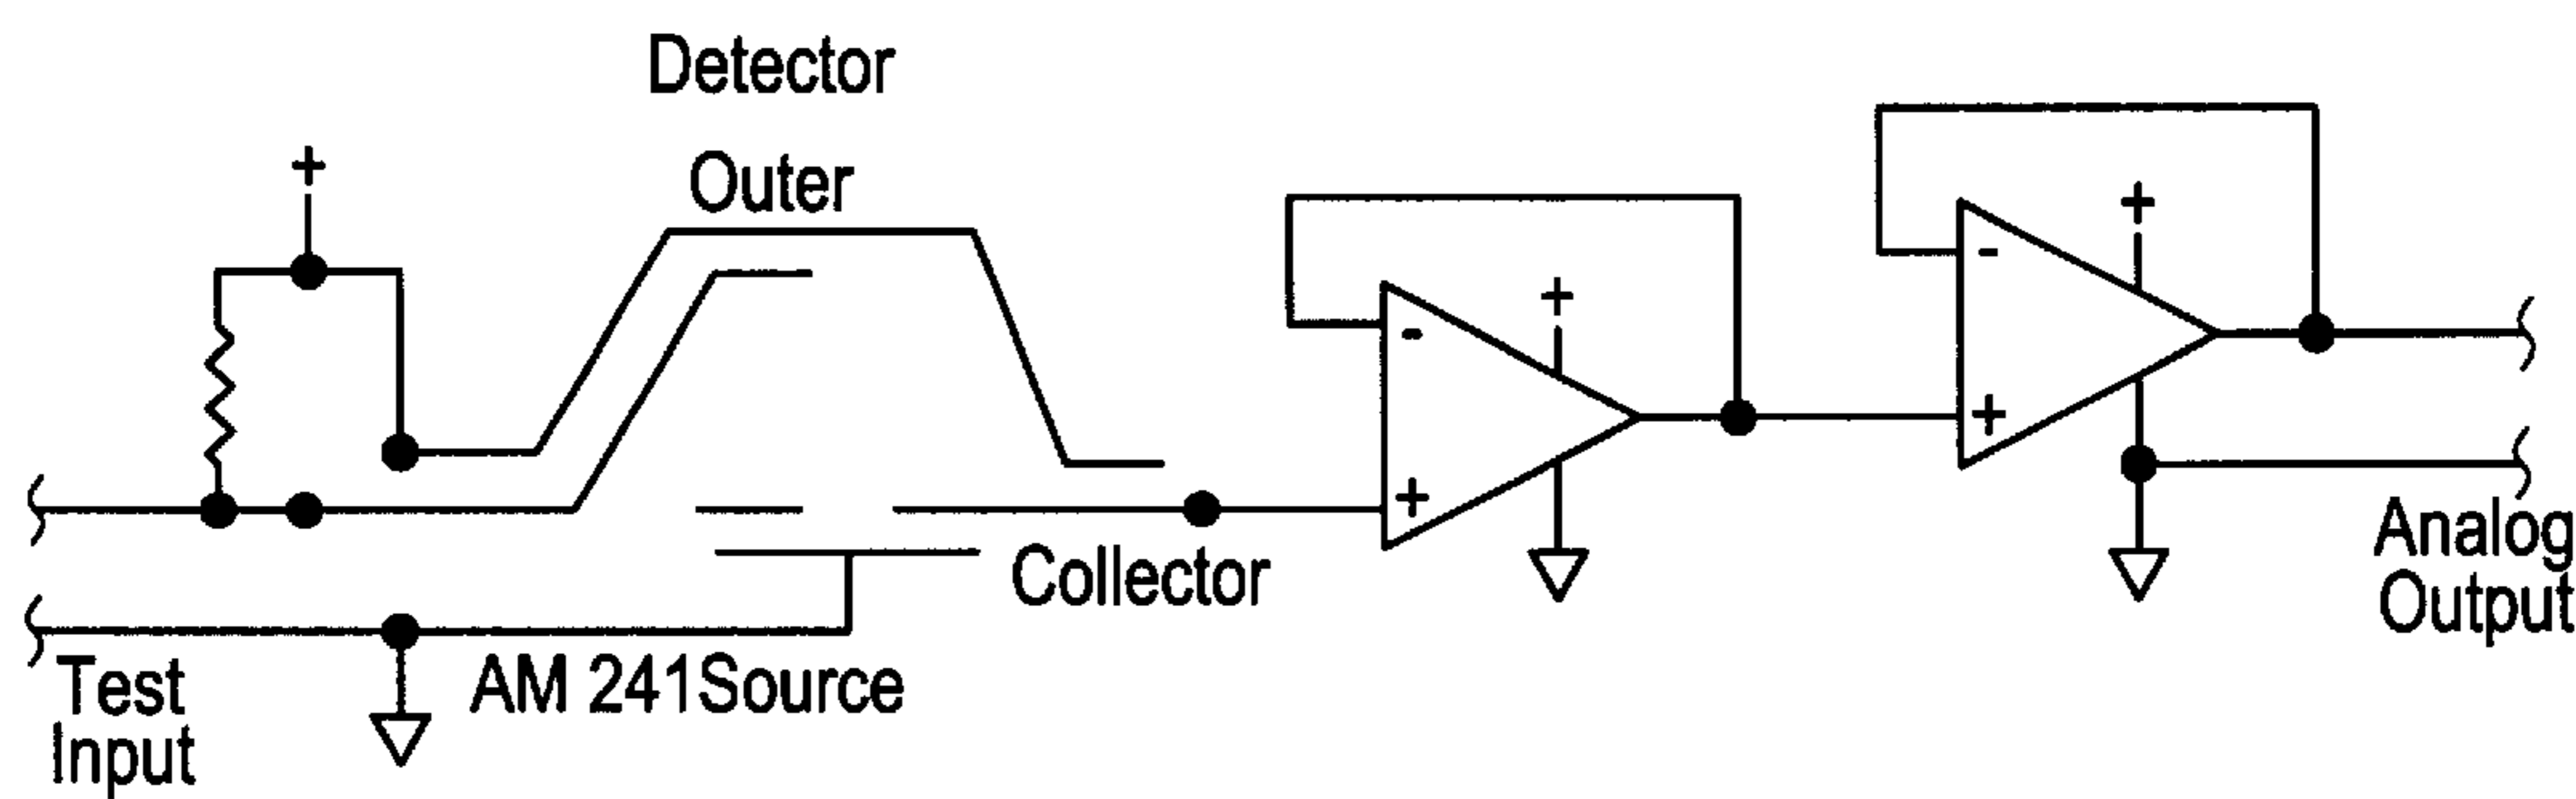 Detector
Outer
+
+
+
-
+
-
+
Collector
AM 241Source
Test
Input
Analog
Output